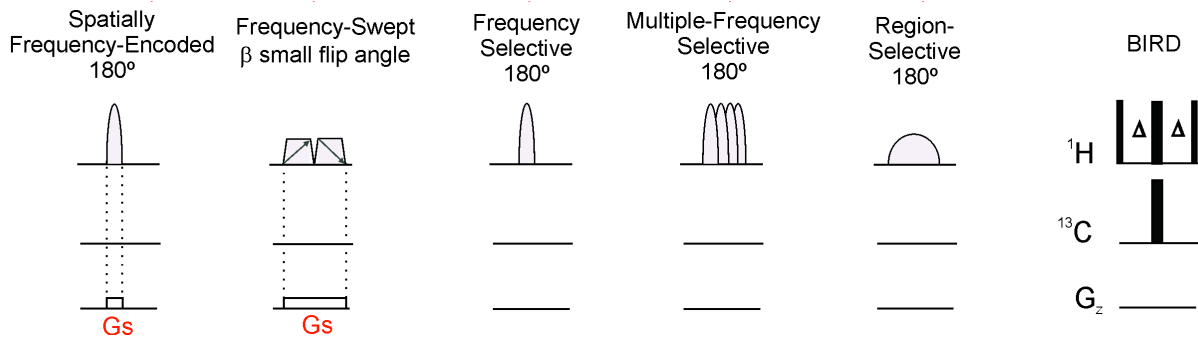 Spatially
Frequency-Encoded
180º
Frequency-Swept
β small flip angle
Frequency
Selective
180º
Multiple-Frequency
Selective
180º
Region-
Selective
180º
BIRD
¹H
Δ Δ
¹³C
Gz
Gs
Gs